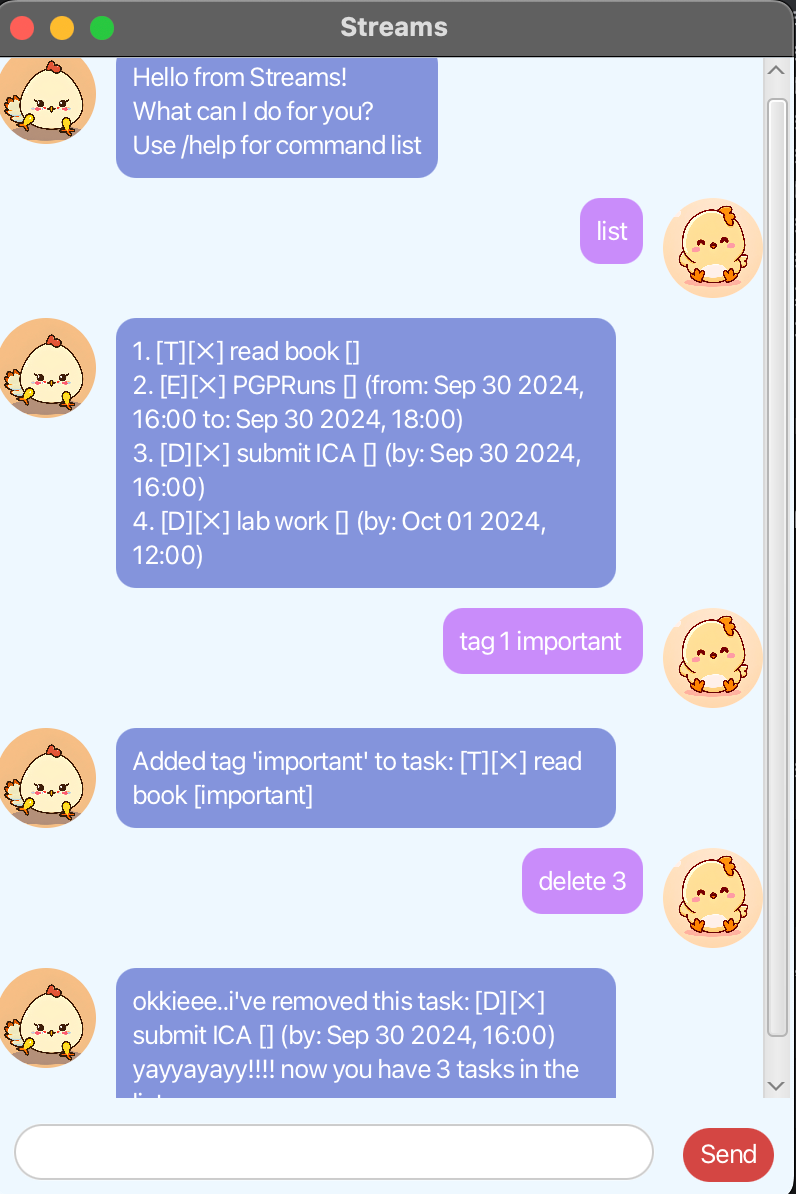 Streams
Hello from Streams!
What can I do for you?
Use /help for command list
list
1. [T][×] read book []
2. [E][×] PGPRuns [] (from: Sep 30 2024,
16:00 to: Sep 30 2024, 18:00)
3. [D][×] submit ICA [] (by: Sep 30 2024,
16:00)
4. [D][×] lab work [] (by: Oct 01 2024,
12:00)
tag 1 important
Added tag 'important' to task: [T][×] read
book [important]
delete 3
okkieee..i've removed this task: [D][×]
submit ICA [] (by: Sep 30 2024, 16:00)
yayyayayy!!!! now you have 3 tasks in the
Send